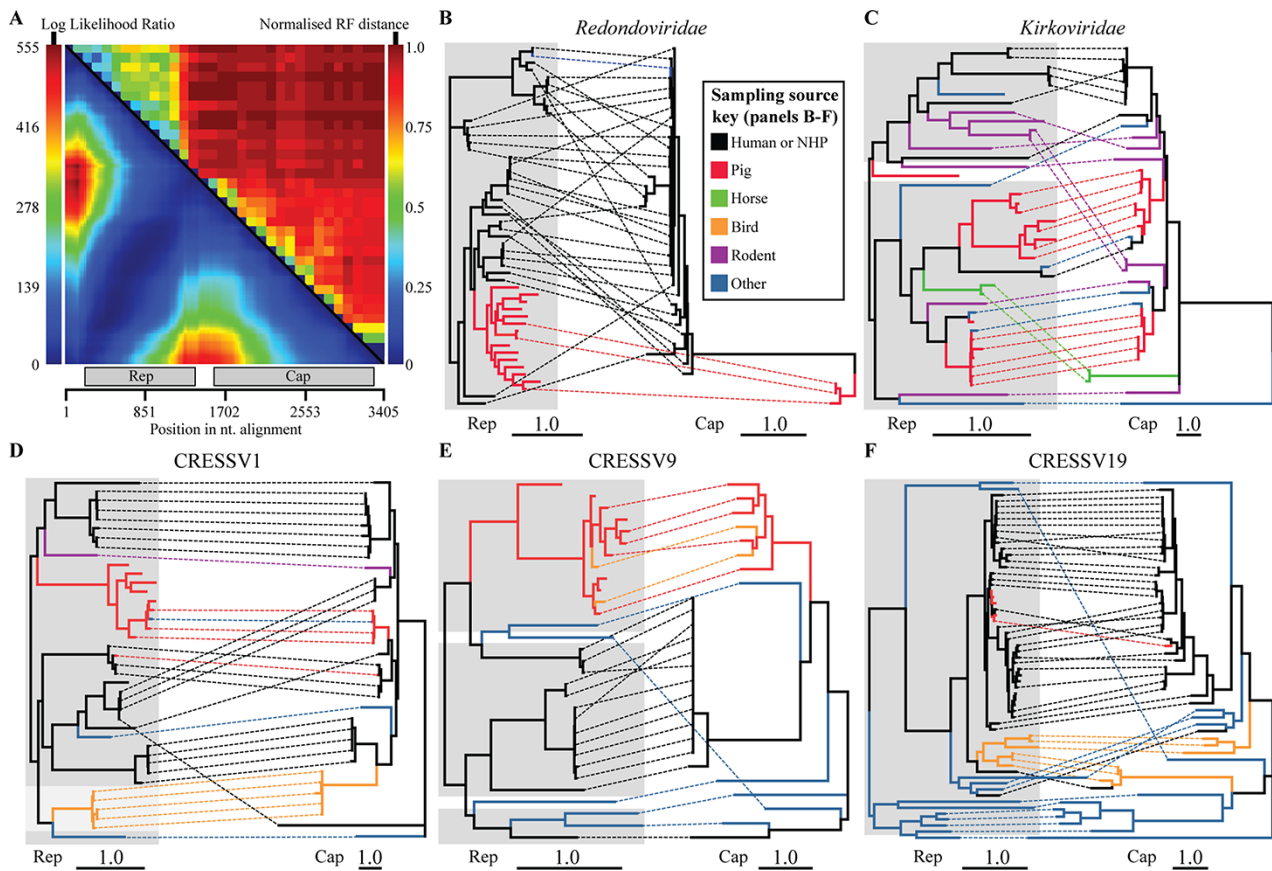 A
Log Likelihood Ratio
Normalised RF distance
555
416
278
139
0
1.0
0.75
0.5
0.25
0
Rep
Cap
1
851
1702
2553
3405
Position in nt. alignment
B
Redondoviridae
Sampling source
key (panels B-F)
Human or NHP
Pig
Horse
Bird
Rodent
Other
Rep
1.0
Cap
1.0
C
Kirkoviridae
Rep
1.0
Cap
1.0
D
CRESSV1
Rep
1.0
Cap
1.0
E
CRESSV9
Rep
1.0
Cap
1.0
F
CRESSV19
Rep
1.0
Cap
1.0